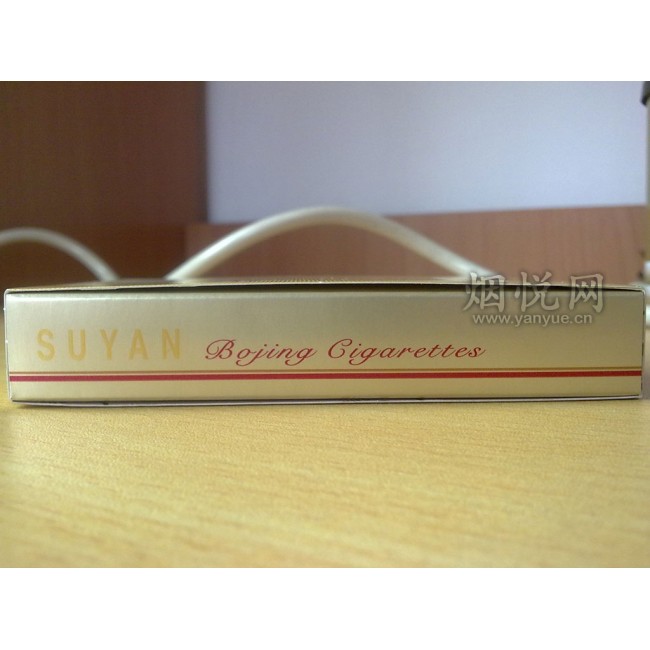 烟悦网
www.yanyue.cn
SUYAN Bojing Cigarettes